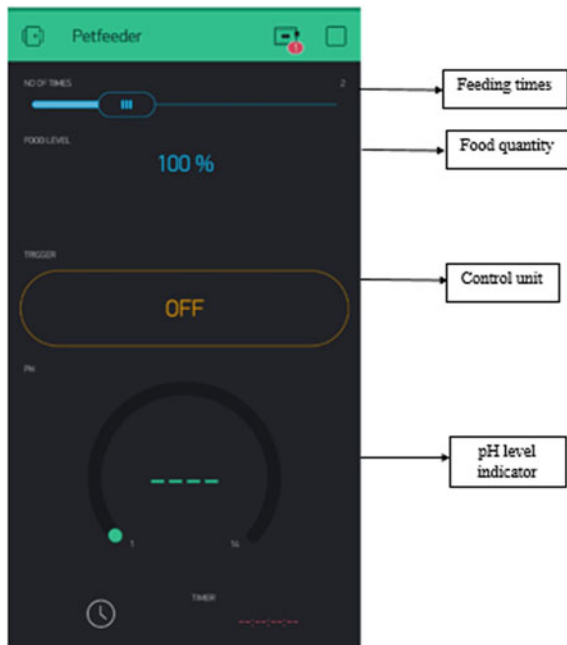 Petfeeder
1
NO OF TIMES 2
Feeding times
FOOD LEVEL
Food quantity
100 %
TRIGGER
Control unit
OFF
PH
pH level
indicator
----
1 14
TIMER
--:--:--:--